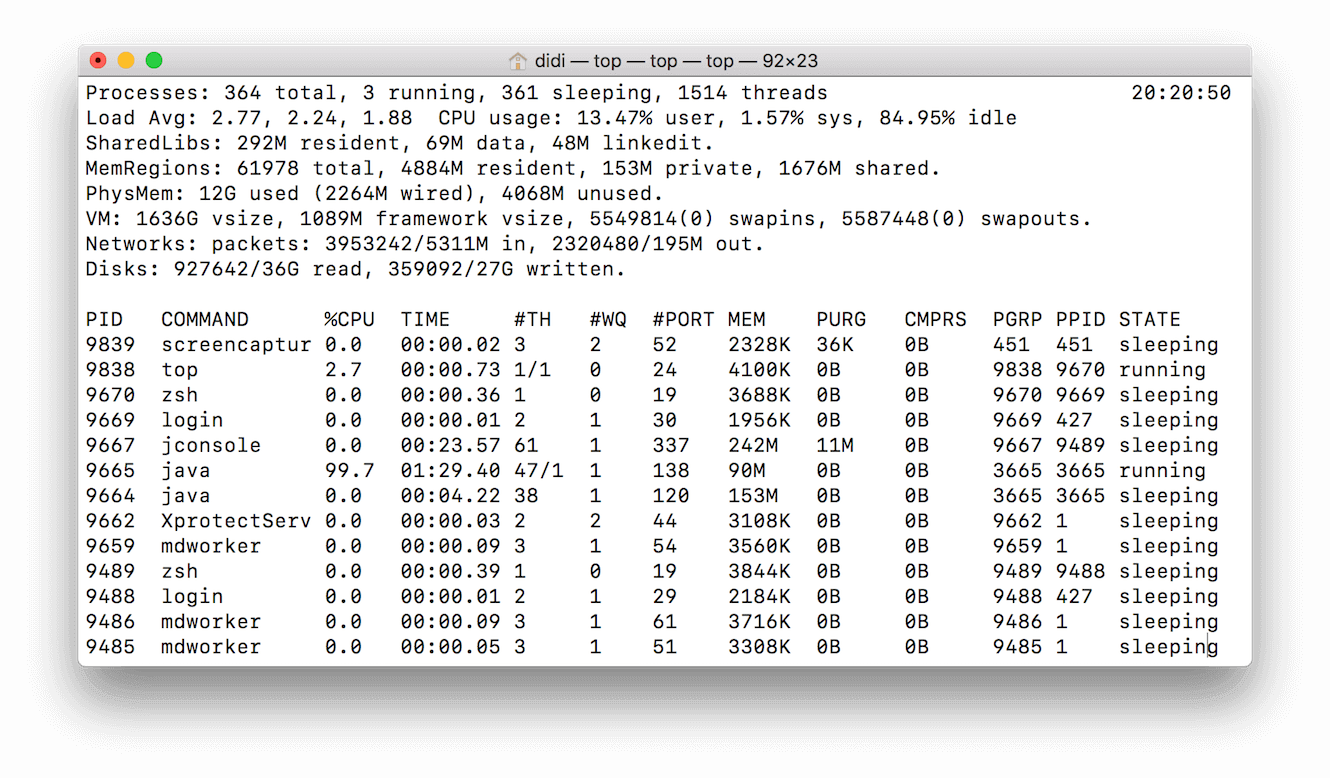 didi — top — top — top — 92×23
Processes: 364 total, 3 running, 361 sleeping, 1514 threads 20:20:50
Load Avg: 2.77, 2.24, 1.88  CPU usage: 13.47% user, 1.57% sys, 84.95% idle
SharedLibs: 292M resident, 69M data, 48M linkedit.
MemRegions: 61978 total, 4884M resident, 153M private, 1676M shared.
PhysMem: 12G used (2264M wired), 4068M unused.
VM: 1636G vsize, 1089M framework vsize, 5549814(0) swapins, 5587448(0) swapouts.
Networks: packets: 3953242/5311M in, 2320480/195M out.
Disks: 927642/36G read, 359092/27G written.

PID   COMMAND      %CPU  TIME     #TH   #WQ  #PORT MEM    PURG   CMPRS  PGRP PPID STATE
9839  screencaptur 0.0   00:00.02 3     2    52    2328K  36K    0B     451  451  sleeping
9838  top          2.7   00:00.73 1/1   0    24    4100K  0B     0B     9838 9670 running
9670  zsh          0.0   00:00.36 1     0    19    3688K  0B     0B     9670 9669 sleeping
9669  login        0.0   00:00.01 2     1    30    1956K  0B     0B     9669 427  sleeping
9667  jconsole     0.0   00:23.57 61    1    337   242M   11M    0B     9667 9489 sleeping
9665  java         99.7  01:29.40 47/1  1    138   90M    0B     0B     3665 3665 running
9664  java         0.0   00:04.22 38    1    120   153M   0B     0B     3665 3665 sleeping
9662  XprotectServ 0.0   00:00.03 2     2    44    3108K  0B     0B     9662 1    sleeping
9659  mdworker     0.0   00:00.09 3     1    54    3560K  0B     0B     9659 1    sleeping
9489  zsh          0.0   00:00.39 1     0    19    3844K  0B     0B     9489 9488 sleeping
9488  login        0.0   00:00.01 2     1    29    2184K  0B     0B     9488 427  sleeping
9486  mdworker     0.0   00:00.09 3     1    61    3716K  0B     0B     9486 1    sleeping
9485  mdworker     0.0   00:00.05 3     1    51    3308K  0B     0B     9485 1    sleeping